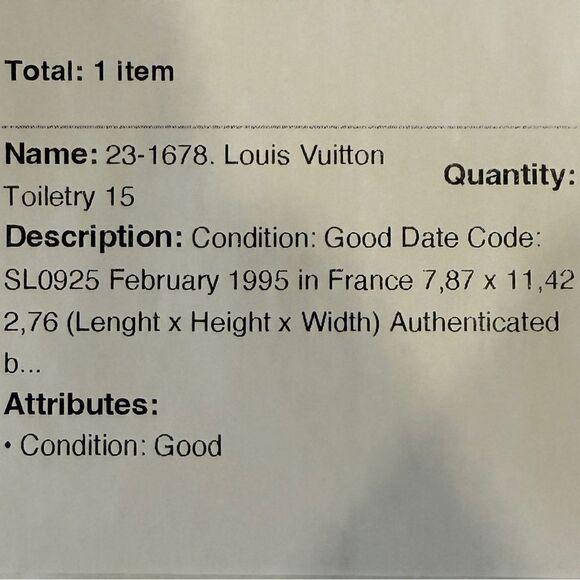 Total: 1 item
Name: 23-1678. Louis Vuitton
Toiletry 15
Quantity:
Description: Condition: Good Date Code:
SL0925 February 1995 in France 7,87 x 11,42
2,76 (Lenght x Height x Width) Authenticated
b...
Attributes:
• Condition: Good